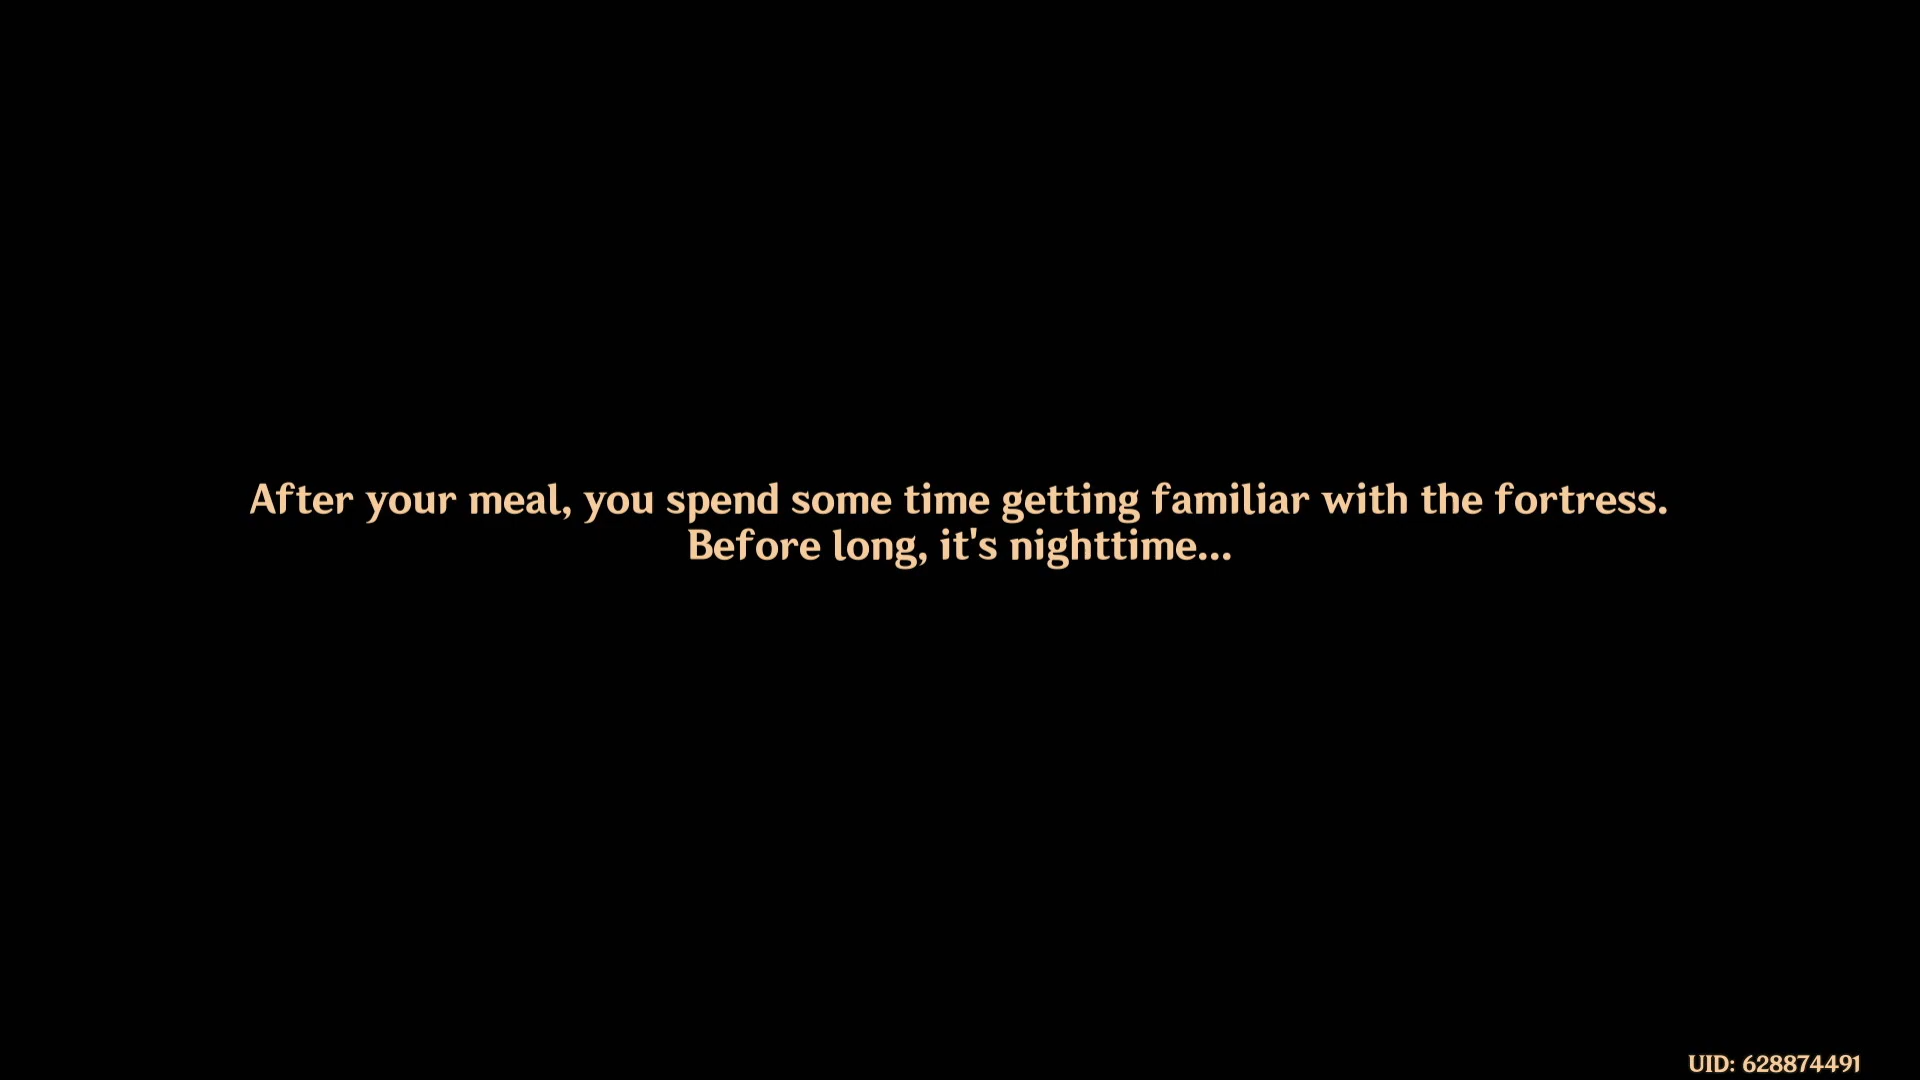 After your meal, you spend some time getting familiar with the fortress.
Before long, it's nighttime...
UID: 628874491